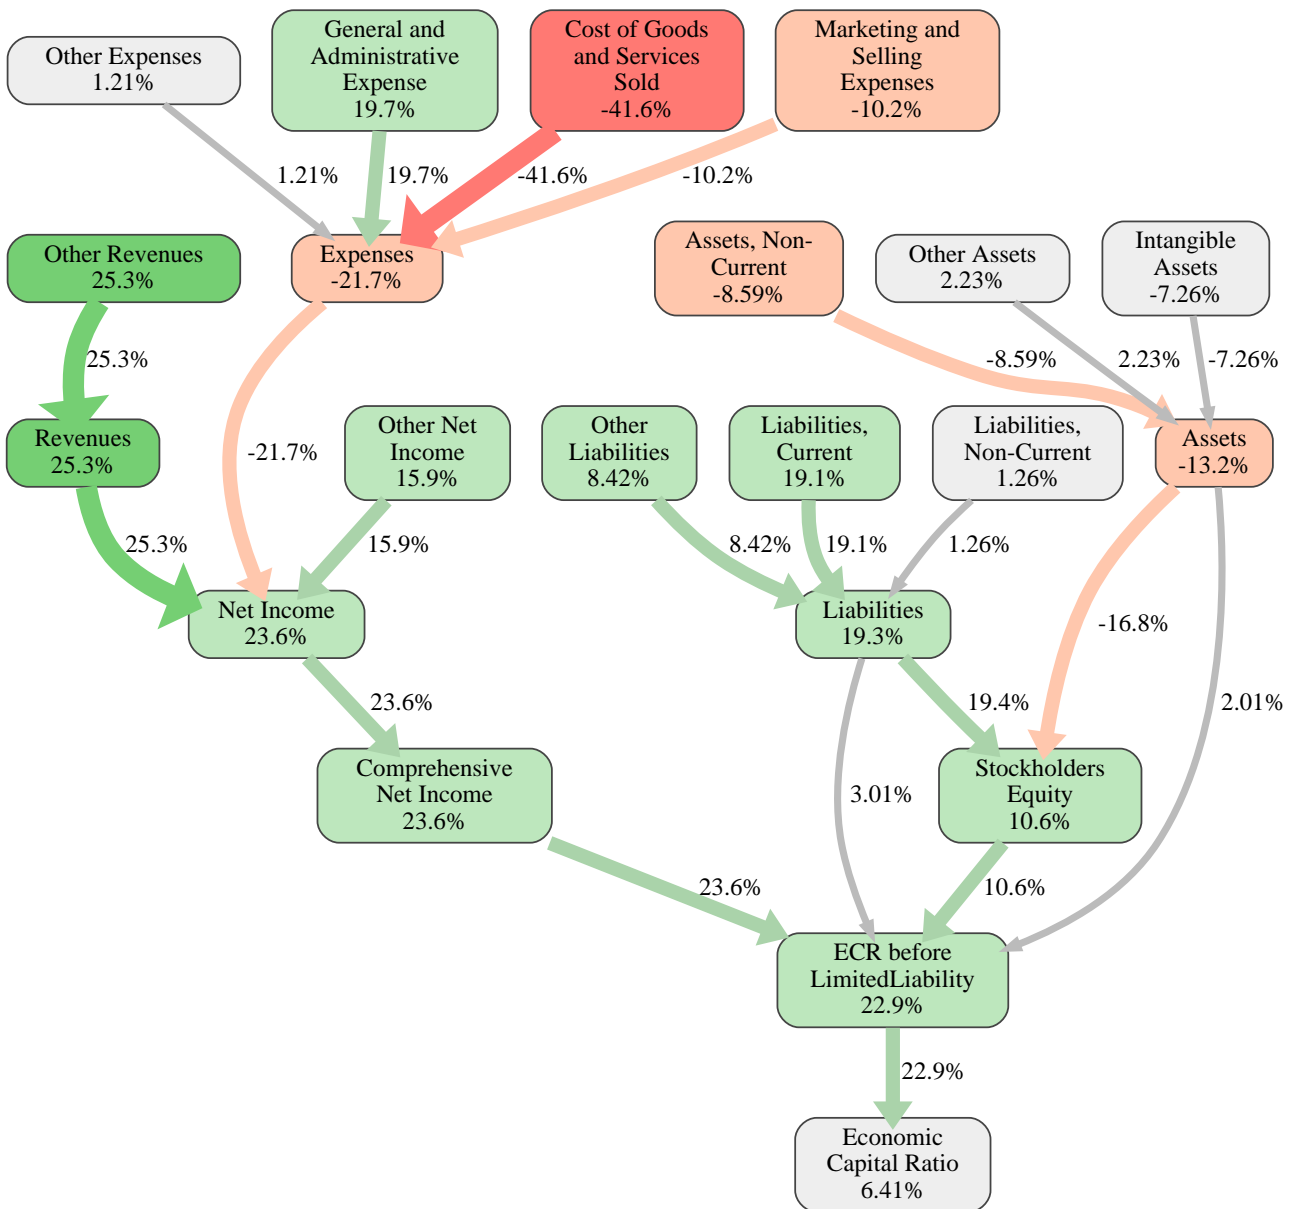 Other Expenses
1.21%
General and
Administrative
Expense
19.7%
Cost of Goods
and Services
Sold
-41.6%
Marketing and
Selling
Expenses
-10.2%
1.21%
19.7%
-41.6%
-10.2%
Other Revenues
25.3%
Expenses
-21.7%
Assets, Non-
Current
-8.59%
Other Assets
2.23%
Intangible
Assets
-7.26%
25.3%
-8.59%
2.23%
-7.26%
Revenues
25.3%
-21.7%
Other Net
Income
15.9%
Other
Liabilities
8.42%
Liabilities,
Current
19.1%
Liabilities,
Non-Current
1.26%
Assets
-13.2%
25.3%
15.9%
8.42%
19.1%
1.26%
Net Income
23.6%
Liabilities
19.3%
-16.8%
23.6%
19.4%
2.01%
Comprehensive
Net Income
23.6%
3.01%
Stockholders
Equity
10.6%
23.6%
10.6%
ECR before
LimitedLiability
22.9%
22.9%
Economic
Capital Ratio
6.41%